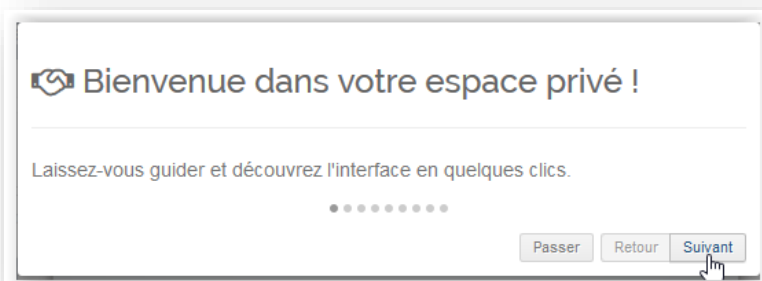 Bienvenue dans votre espace privé !
Laissez-vous guider et découvrez l'interface en quelques clics.
Passer Retour Suivant